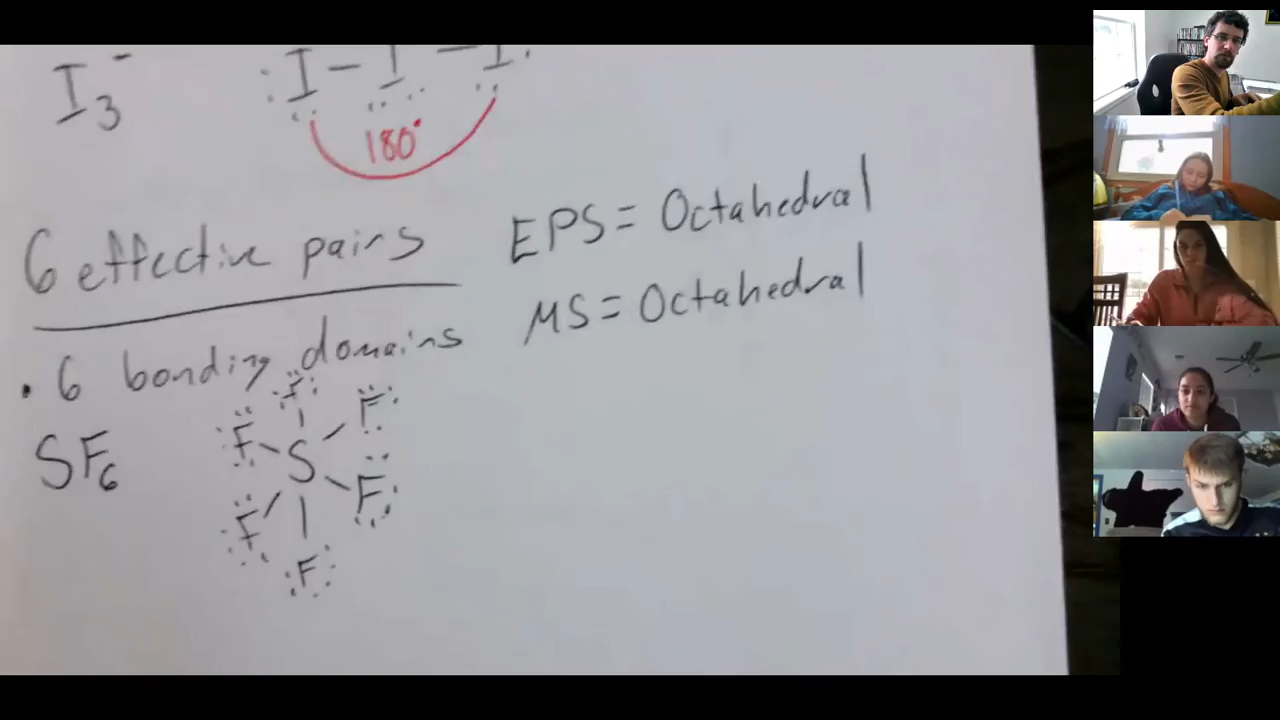 I3- :I-I-I:
180°
6 effective pairs EPS = Octahedral
MS = Octahedral
• 6 bonding domains
F
F F
SF6 S
F F
F